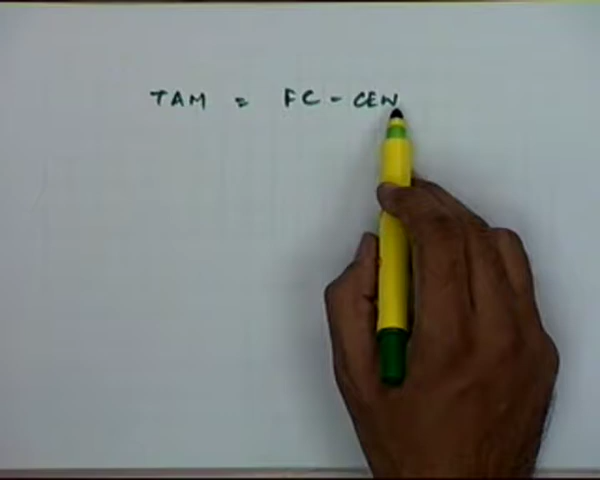 TAM = FC - CEN